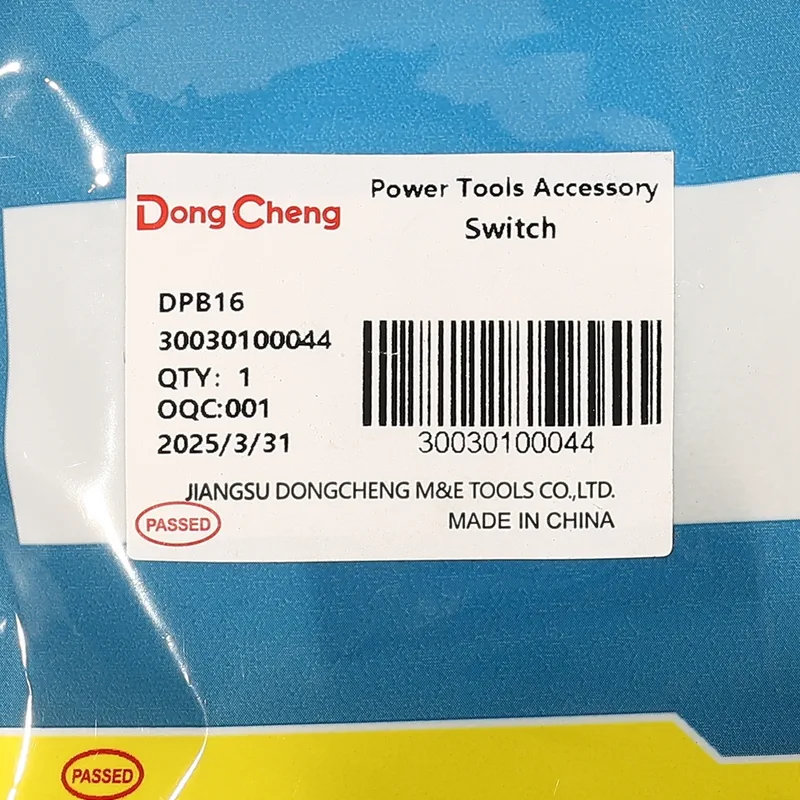 DongCheng
Power Tools Accessory
Switch
DPB16
30030100044
QTY: 1
OQC:001
2025/3/31
30030100044
JIANGSU DONGCHENG M&E TOOLS CO.,LTD.
PASSED
MADE IN CHINA
PASSED